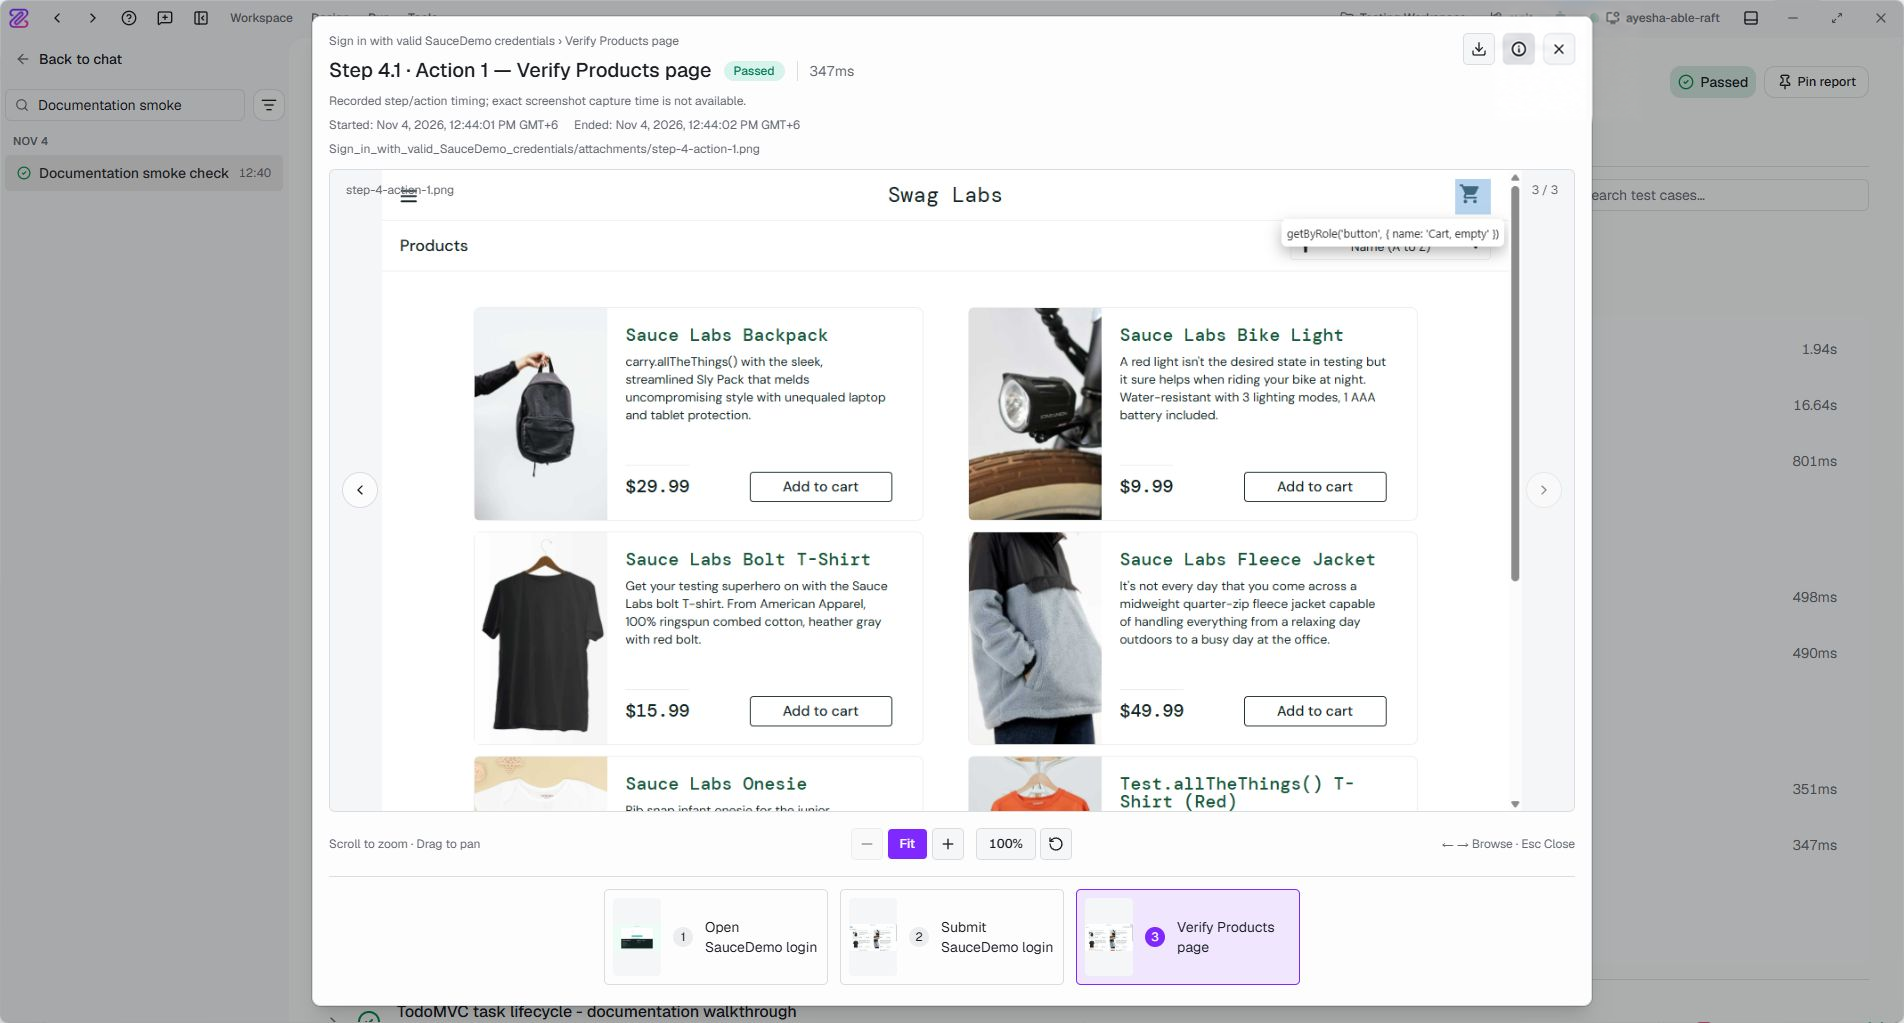 Workspace
ayesha-able-raft
Back to chat
Documentation smoke
NOV 4
Documentation smoke check 12:40
Passed
Pin report
earch test cases...
1.94s
16.64s
801ms
498ms
490ms
351ms
347ms
Sign in with valid SauceDemo credentials › Verify Products page
Step 4.1 · Action 1 — Verify Products page Passed 347ms
Recorded step/action timing; exact screenshot capture time is not available.
Started: Nov 4, 2026, 12:44:01 PM GMT+6 Ended: Nov 4, 2026, 12:44:02 PM GMT+6
Sign_in_with_valid_SauceDemo_credentials/attachments/step-4-action-1.png
step-4-action-1.png
Swag Labs
3 / 3
getByRole('button', { name: 'Cart, empty' })
Products
Name (A to Z)
Sauce Labs Backpack
carry.allTheThings() with the sleek,
streamlined Sly Pack that melds
uncompromising style with unequaled laptop
and tablet protection.
$29.99 Add to cart
Sauce Labs Bike Light
A red light isn't the desired state in testing but
it sure helps when riding your bike at night.
Water-resistant with 3 lighting modes, 1 AAA
battery included.
$9.99 Add to cart
Sauce Labs Bolt T-Shirt
Get your testing superhero on with the Sauce
Labs bolt T-shirt. From American Apparel,
100% ringspun combed cotton, heather gray
with red bolt.
$15.99 Add to cart
Sauce Labs Fleece Jacket
It's not every day that you come across a
midweight quarter-zip fleece jacket capable
of handling everything from a relaxing day
outdoors to a busy day at the office.
$49.99 Add to cart
Sauce Labs Onesie
Rib snap infant onesie for the junior
Test.allTheThings() T-
Shirt (Red)
Scroll to zoom · Drag to pan
Fit
100%
← → Browse · Esc Close
1 Open
SauceDemo login
2 Submit
SauceDemo login
3 Verify Products
page
TodoMVC task lifecycle - documentation walkthrough